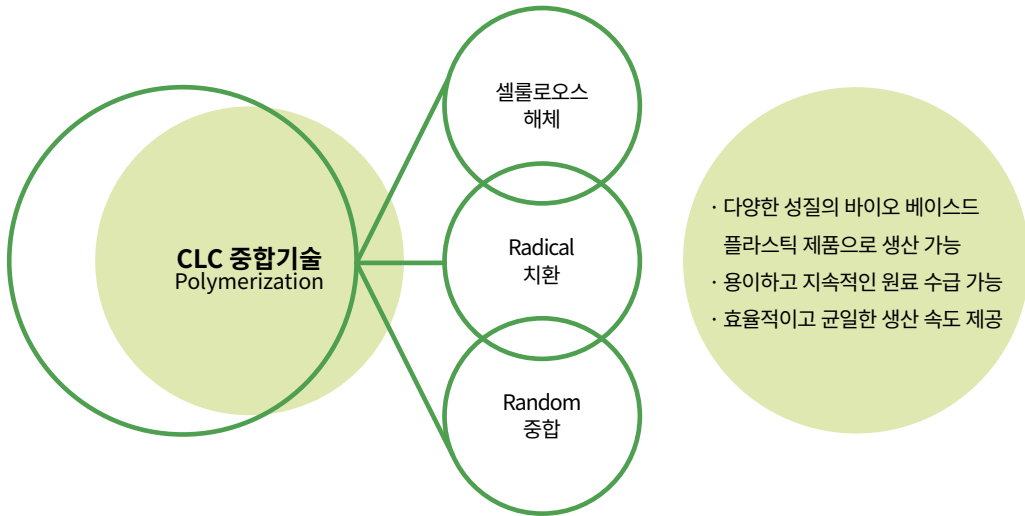 CLC 중합기술
Polymerization
셀룰로오스
해체
Radical
치환
Random
중합
· 다양한 성질의 바이오 베이스드
플라스틱 제품으로 생산 가능
· 용이하고 지속적인 원료 수급 가능
· 효율적이고 균일한 생산 속도 제공